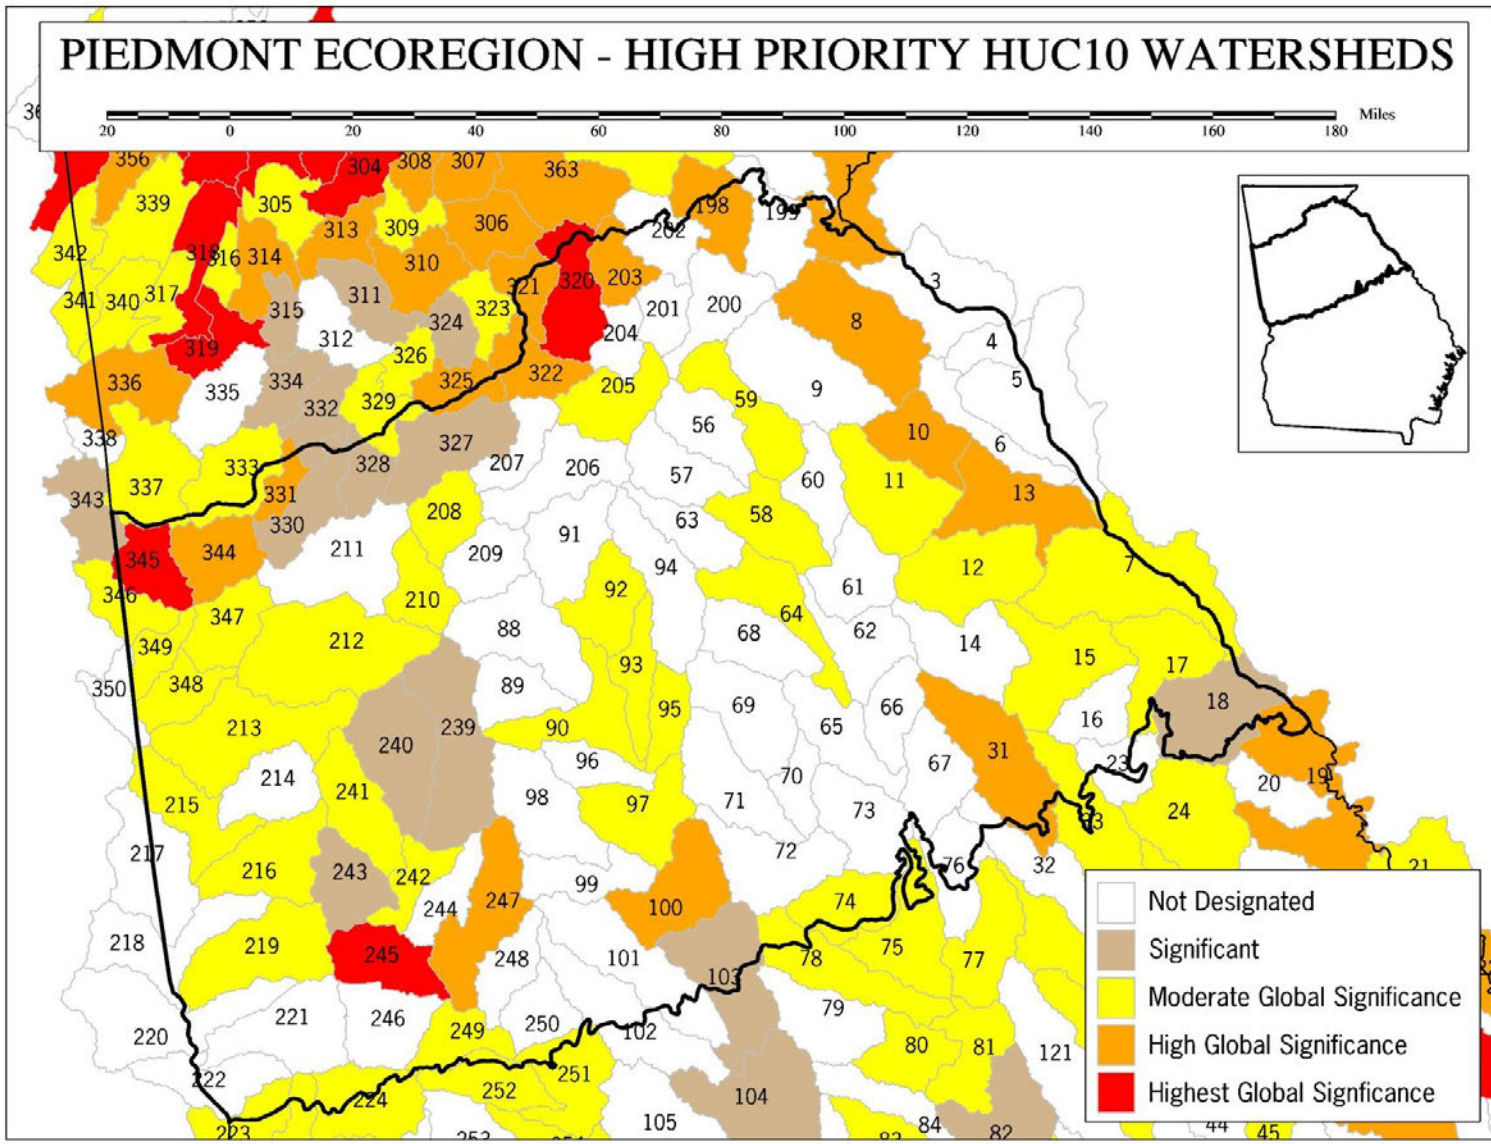 PIEDMONT ECOREGION - HIGH PRIORITY HUC10 WATERSHEDS
20 0 20 40 60 80 100 120 140 160 180 Miles
356 304 308 307 363 1
339 305 309 306 198 199
342 318 316 314 313 310 202
341 340 317 315 311 321 320 203 3
323 324 312 204 201 200 8 4
319 326 322 5
336 335 334 332 329 325 205 59 9
338 333 327 56 10 6
337 328 207 206 57 60 11 13
343 331 330 208 63 58
345 344 211 209 91 94 12 7
346 347 210 92 61 64
349 212 88 93 68 62 14 15 17
350 348 89 95 69 66 16 18
213 240 239 90 65 31 23
214 96 70 67 20 19
215 241 98 97 71 73 24 33
217 216 243 242 99 72 76 32 21
218 219 244 247 100 74
245 248 101 103 78 75 77
220 221 246 249 250 102 79 80 81 121
222 224 252 251 104
223 253 105 84 82 44 45
Not Designated
Significant
Moderate Global Significance
High Global Significance
Highest Global Signficance